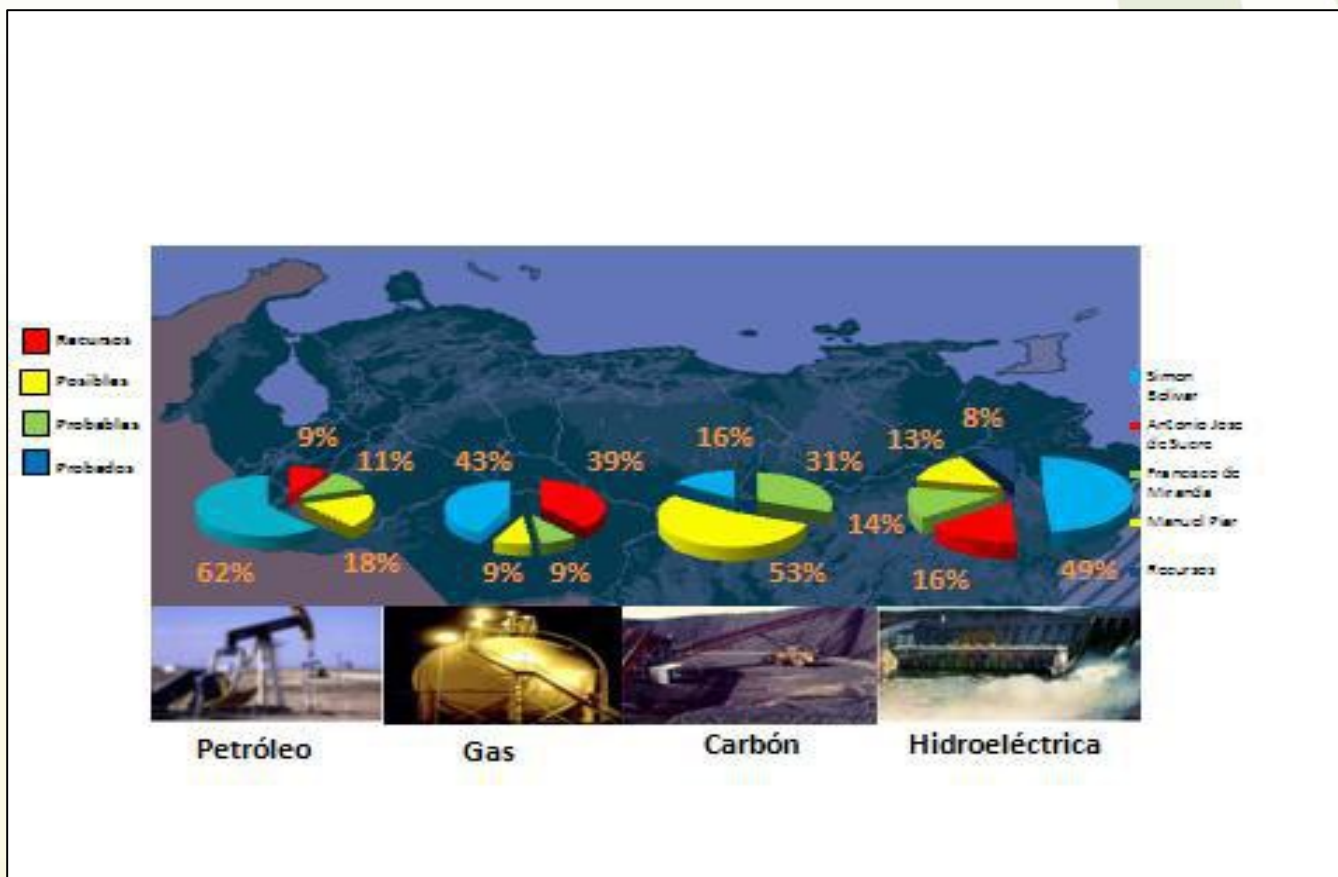 Recursos
Posibles
Probables
Probados
9%
11%
18%
62%
43%
39%
9%
9%
16%
31%
53%
13%
8%
14%
16%
49%
Simon
Bolivar
Antonio Jose
de Sucre
Francisco de
Miranda
Manuel Piar
Recursos
Petróleo
Gas
Carbón
Hidroeléctrica